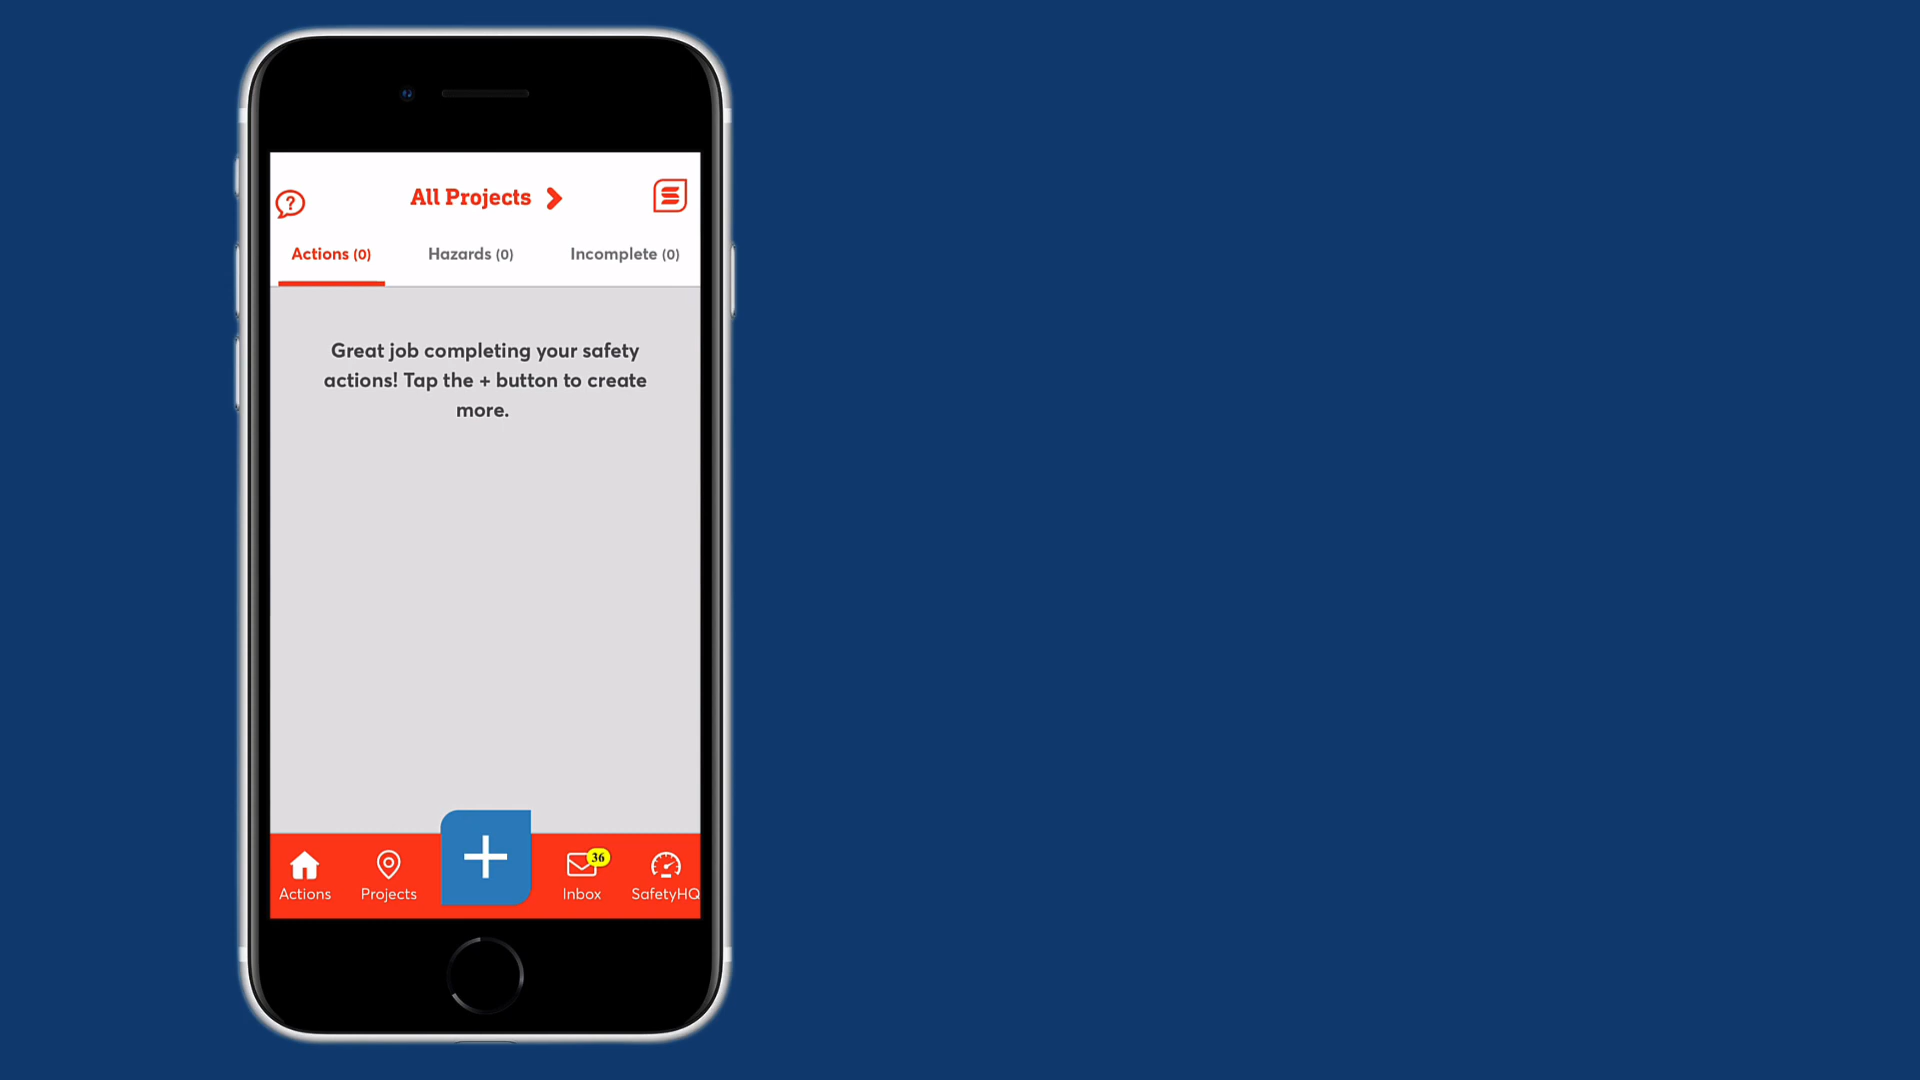 All Projects
Actions (0)
Hazards (0)
Incomplete (0)
Great job completing your safety
actions! Tap the + button to create
more.
36
Actions
Projects
Inbox
SafetyHQ